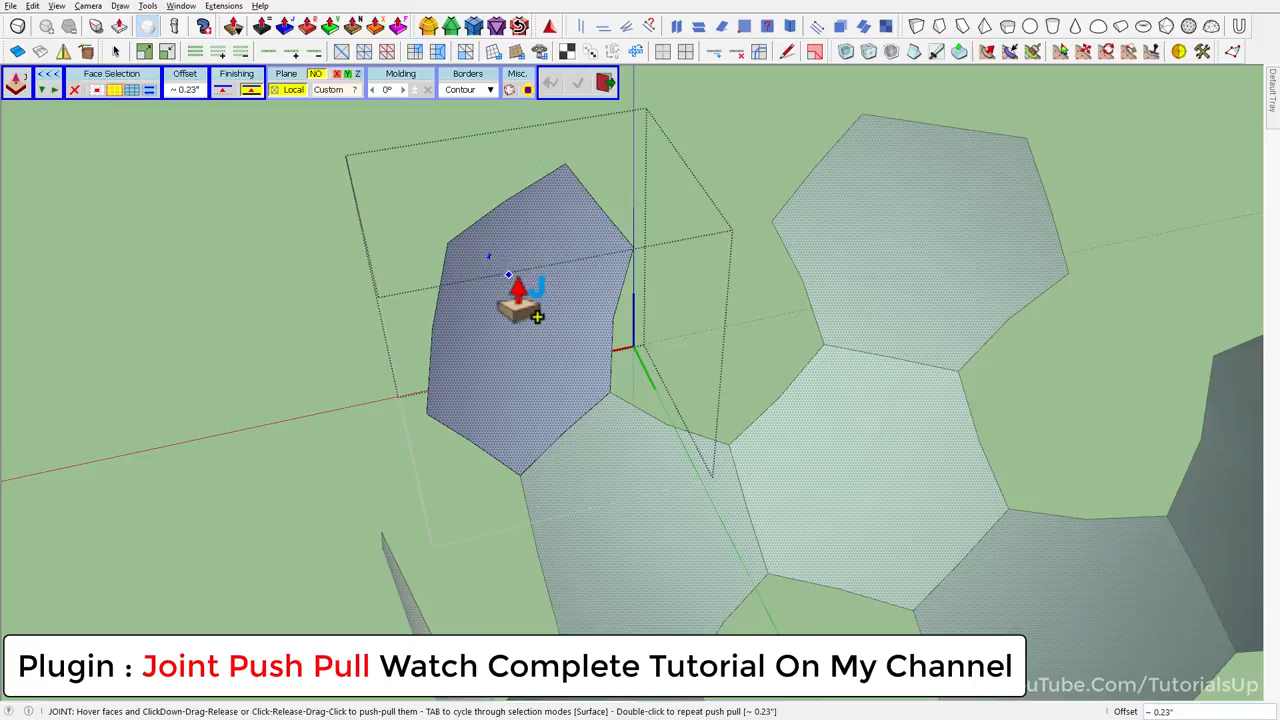 File Edit View Camera Draw Tools Window Extensions Help
<<< Face Selection Offset Finishing Plane NO X Y Z Molding Borders Misc.
~ 0.23" Local Custom ? 0º Contour
J
Default Tray
Plugin : Joint Push Pull Watch Complete Tutorial On My Channel
uTube.Com/TutorialsUp
JOINT: Hover faces and ClickDown-Drag-Release or Click-Release-Drag-Click to push-pull them - TAB to cycle through selection modes [Surface] - Double-click to repeat push pull [~ 0.23"]
Offset ~ 0.23"